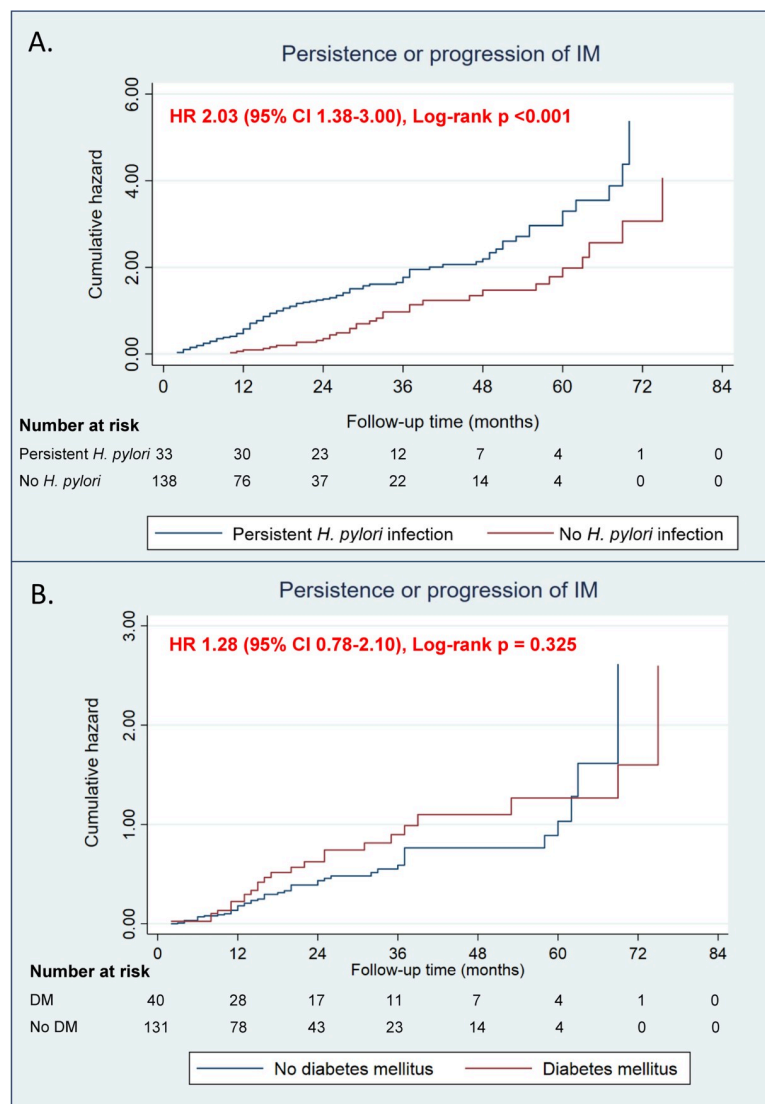 A.
Persistence or progression of IM
HR 2.03 (95% CI 1.38-3.00), Log-rank p <0.001
Cumulative hazard
6.00
4.00
2.00
0.00
0 12 24 36 48 60 72 84
Follow-up time (months)
Number at risk
Persistent H. pylori 33 30 23 12 7 4 1 0
No H. pylori 138 76 37 22 14 4 0 0
Persistent H. pylori infection No H. pylori infection
B.
Persistence or progression of IM
HR 1.28 (95% CI 0.78-2.10), Log-rank p = 0.325
Cumulative hazard
3.00
2.00
1.00
0.00
0 12 24 36 48 60 72 84
Follow-up time (months)
Number at risk
DM 40 28 17 11 7 4 1 0
No DM 131 78 43 23 14 4 0 0
No diabetes mellitus Diabetes mellitus